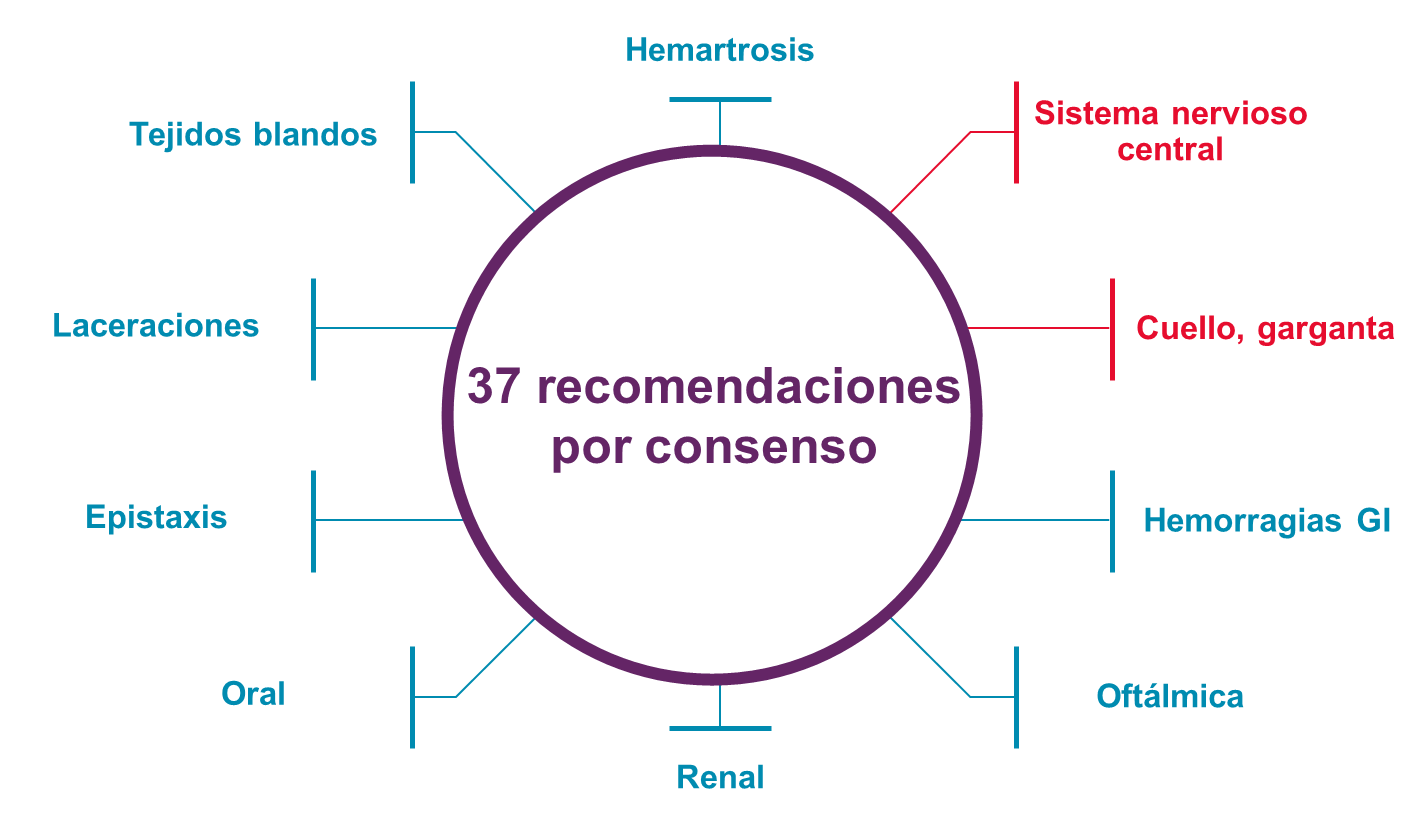 Hemartrosis
Sistema nervioso
central
Tejidos blandos
Laceraciones
Cuello, garganta
37 recomendaciones
por consenso
Epistaxis
Hemorragias GI
Oral
Oftálmica
Renal